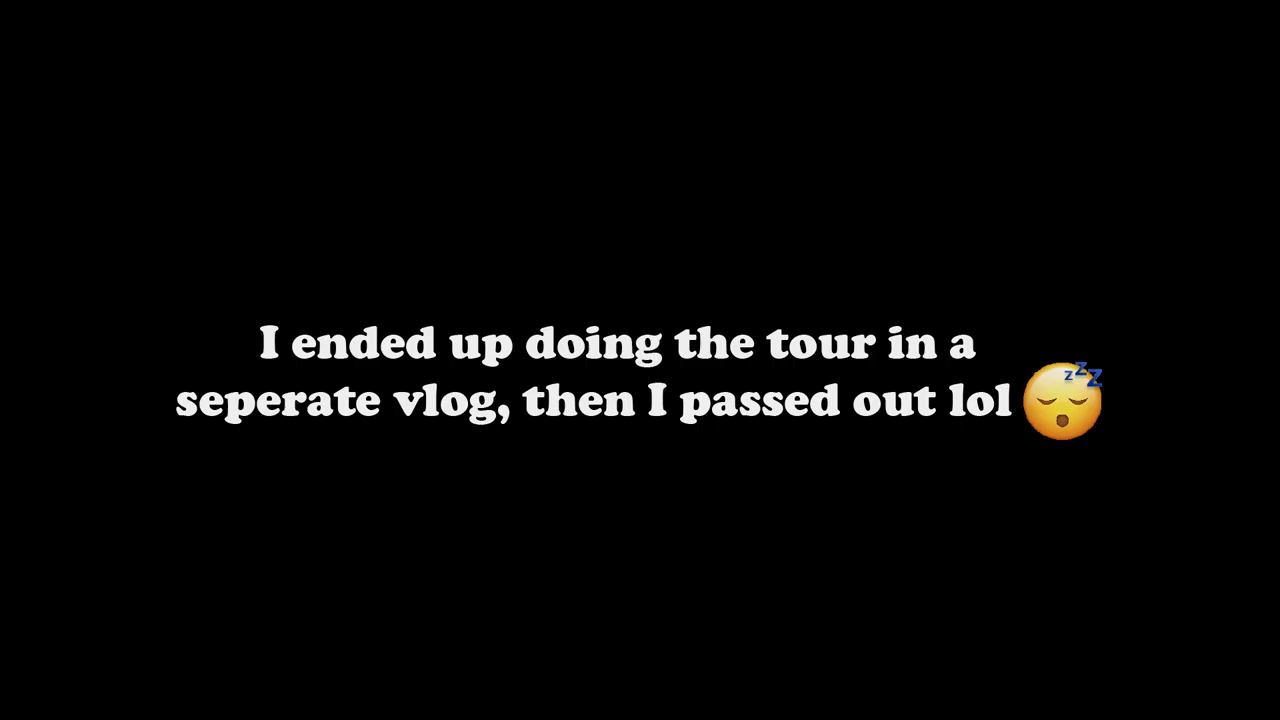 I ended up doing the tour in a
seperate vlog, then I passed out lol 😴